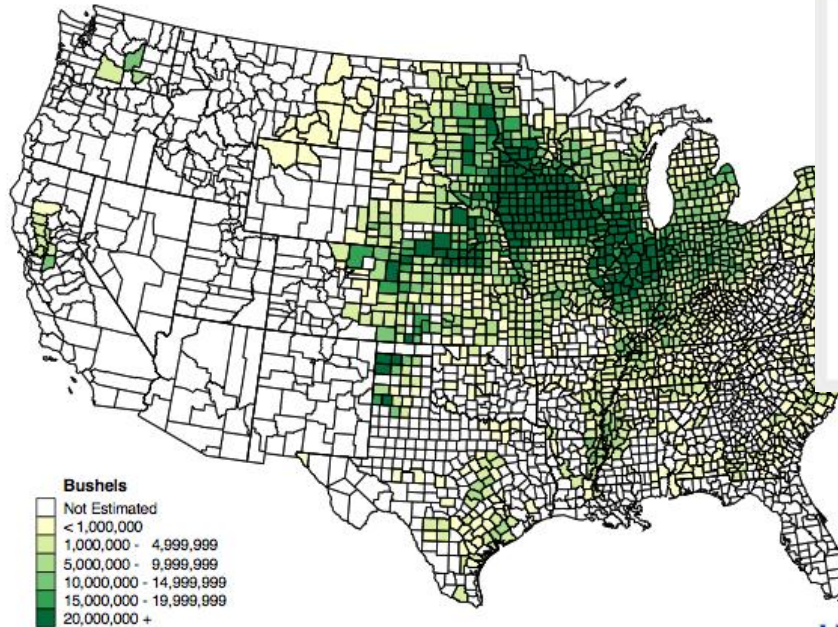 Bushels
Not Estimated
< 1,000,000
1,000,000 - 4,999,999
5,000,000 - 9,999,999
10,000,000 - 14,999,999
15,000,000 - 19,999,999
20,000,000 +